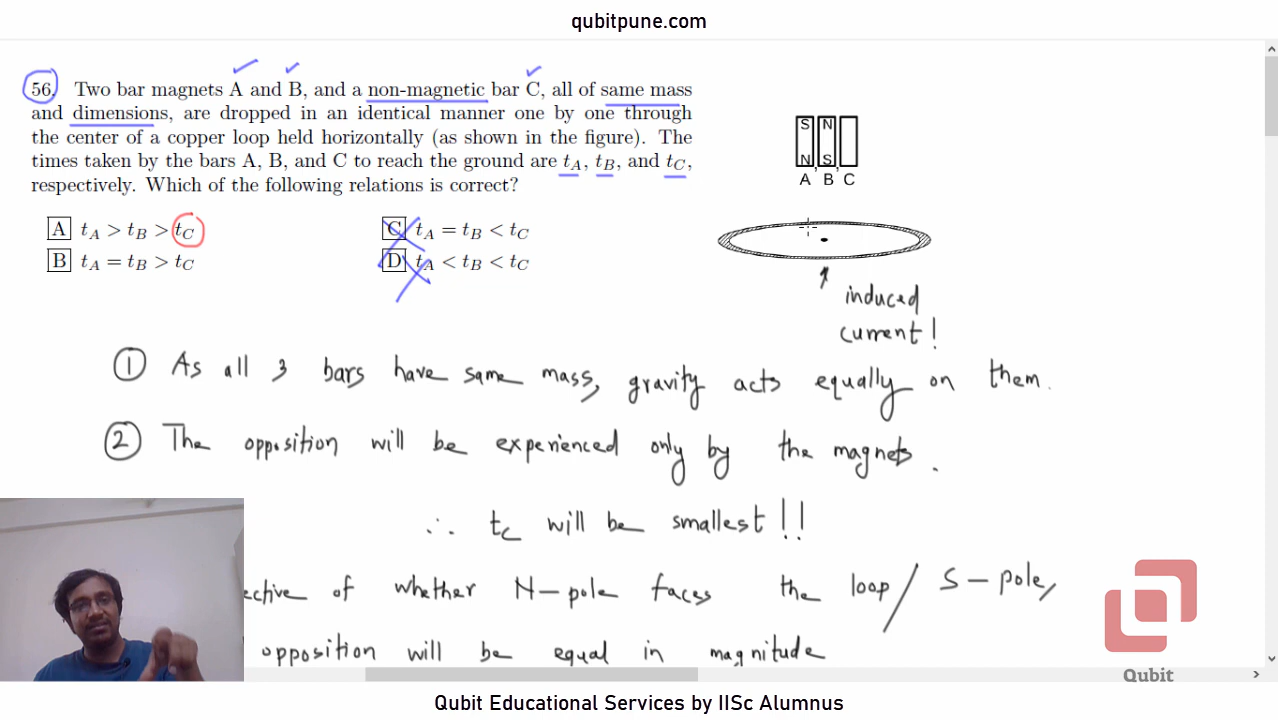 qubitpune.com
56. Two bar magnets A and B, and a non-magnetic bar C, all of same mass
and dimensions, are dropped in an identical manner one by one through
the center of a copper loop held horizontally (as shown in the figure). The
times taken by the bars A, B, and C to reach the ground are tA, tB, and tC,
respectively. Which of the following relations is correct?
A tA > tB > tC
C tA = tB < tC
B tA = tB > tC
D tA < tB < tC
S N
N S
A B C
induced
current!
① As all 3 bars have same mass, gravity acts equally on them.
② The opposition will be experienced only by the magnets.
∴ tc will be smallest!!
ective of whether N-pole faces the loop/ S-pole,
opposition will be equal in magnitude
Qubit
Qubit Educational Services by IISc Alumnus